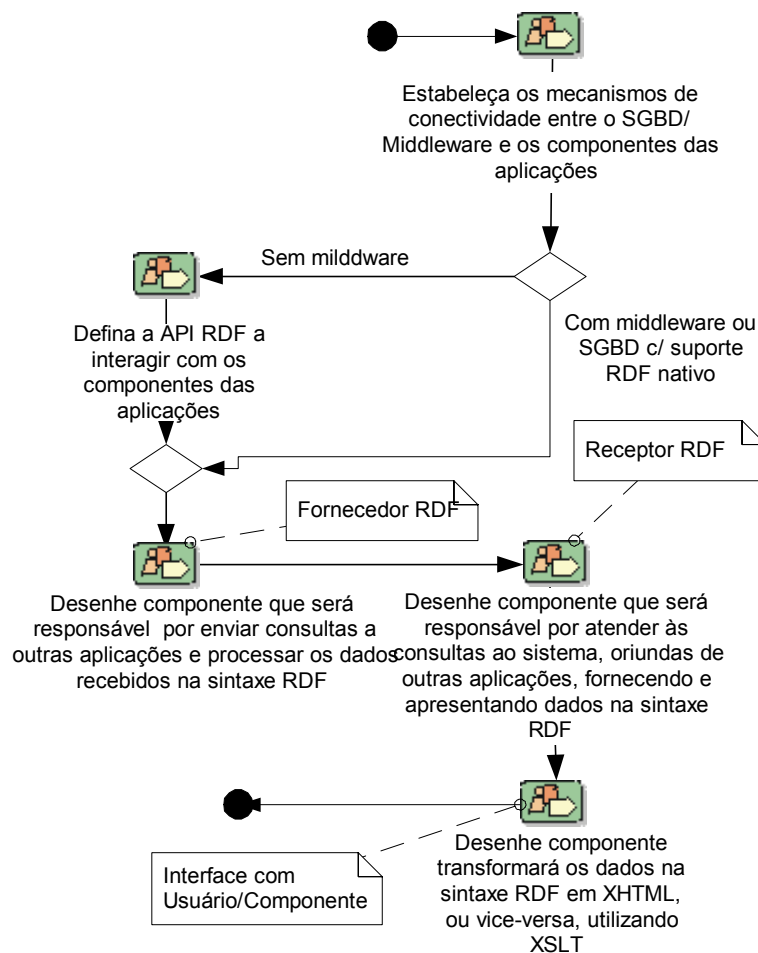 Estabeleça os mecanismos de
conectividade entre o SGBD/
Middleware e os componentes das
aplicações
Sem milddware
Com middleware ou
SGBD c/ suporte
RDF nativo
Defina a API RDF a
interagir com os
componentes das
aplicações
Receptor RDF
Fornecedor RDF
Desenhe componente que será
responsável  por enviar consultas a
outras aplicações e processar os dados
recebidos na sintaxe RDF
Desenhe componente que será
responsável por atender às
consultas ao sistema, oriundas de
outras aplicações, fornecendo e
apresentando dados na sintaxe
RDF
Interface com
Usuário/Componente
Desenhe componente
transformará os dados na
sintaxe RDF em XHTML,
ou vice-versa, utilizando
XSLT